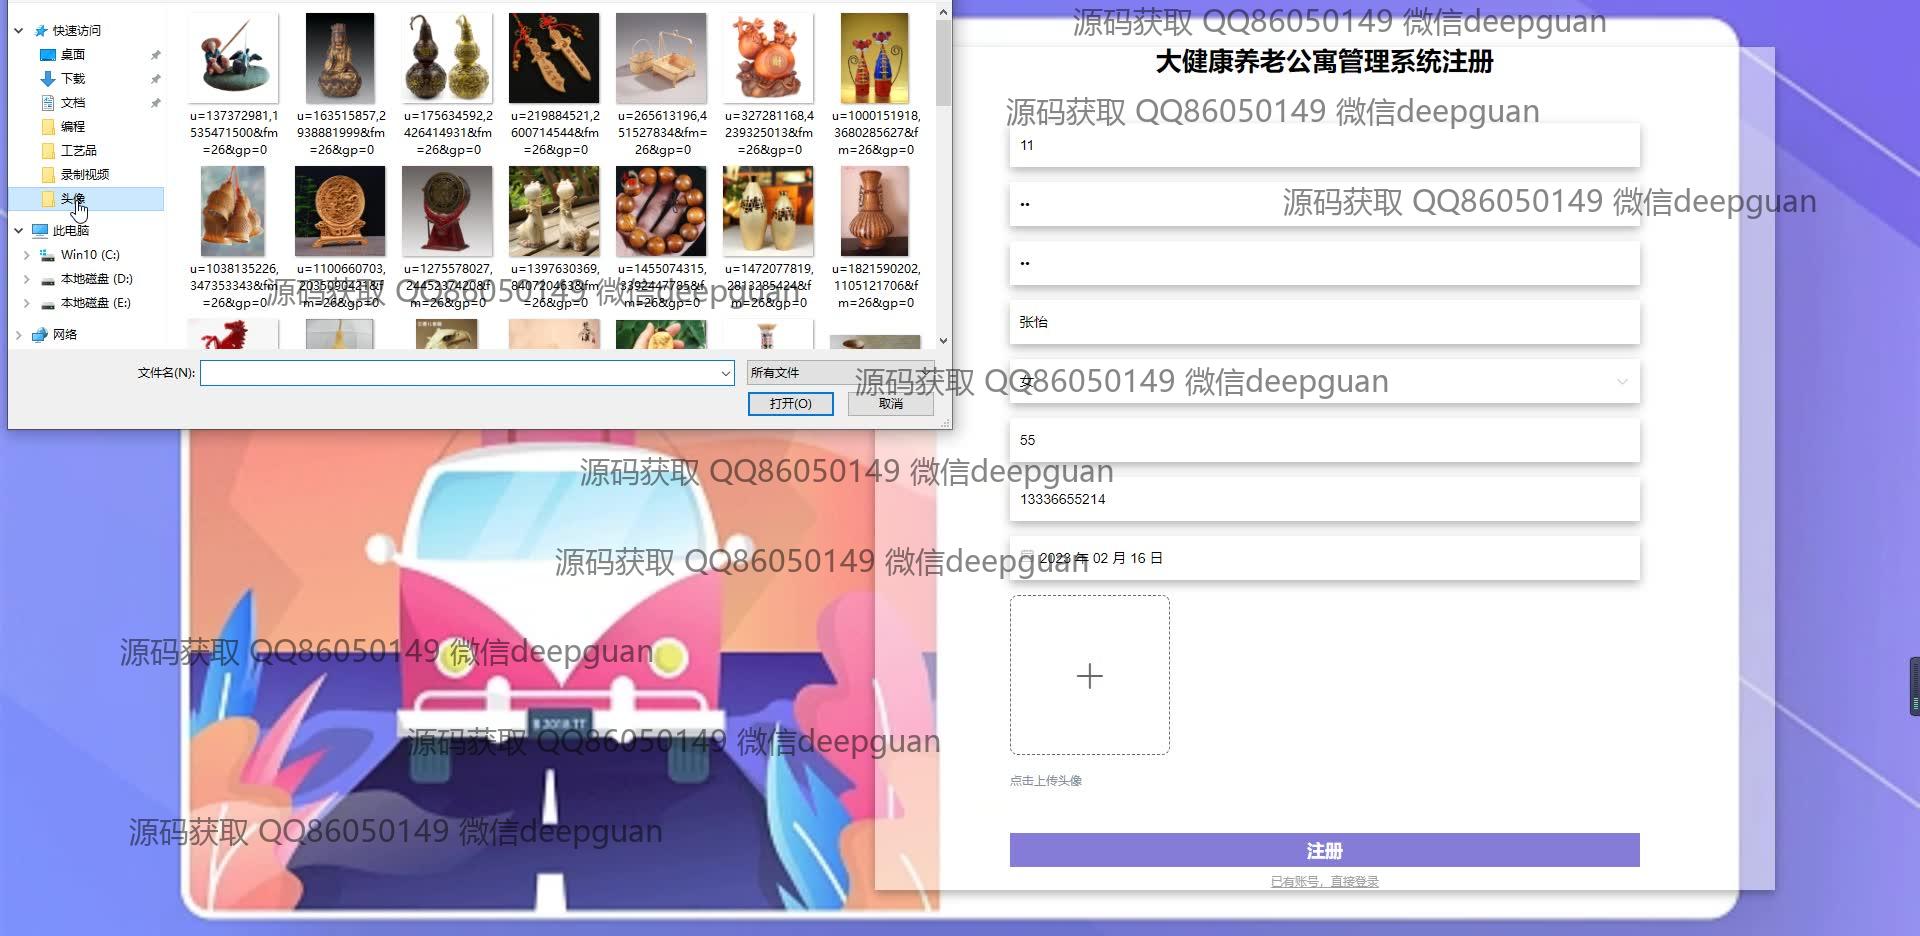 快速访问
桌面
下载
文档
编程
工艺品
录制视频
头像
此电脑
Win10 (C:)
本地磁盘 (D:)
本地磁盘 (E:)
网络
u=137372981,1
535471500&fm
=26&gp=0
u=163515857,2
938881999&fm
=26&gp=0
u=175634592,2
426414931&fm
=26&gp=0
u=219884521,2
600714544&fm
=26&gp=0
u=265613196,4
51527834&fm=
26&gp=0
u=327281168,4
239325013&fm
=26&gp=0
u=1000151918,
3680285627&f
m=26&gp=0
u=1038135226,
347353343&fm
=26&gp=0
u=1100660703,
2035090421&f
m=26&gp=0
u=1275578027,
2445237420&f
m=26&gp=0
u=1397630369,
840720463&fm
=26&gp=0
u=1455074315,
3392447785&f
m=26&gp=0
u=1472077819,
2813285424&f
m=26&gp=0
u=1821590202,
1105121706&f
m=26&gp=0
文件名(N):
所有文件
打开(O)
取消
源码获取 QQ86050149 微信deepguan
大健康养老公寓管理系统注册
源码获取 QQ86050149 微信deepguan
11
••
源码获取 QQ86050149 微信deepguan
••
源码获取 QQ86050149 微信deepguan
张怡
女
源码获取 QQ86050149 微信deepguan
55
源码获取 QQ86050149 微信deepguan
13336655214
2023 年 02 月 16 日
源码获取 QQ86050149 微信deepguan
源码获取 QQ86050149 微信deepguan
源码获取 QQ86050149 微信deepguan
点击上传头像
源码获取 QQ86050149 微信deepguan
注册
已有账号，直接登录